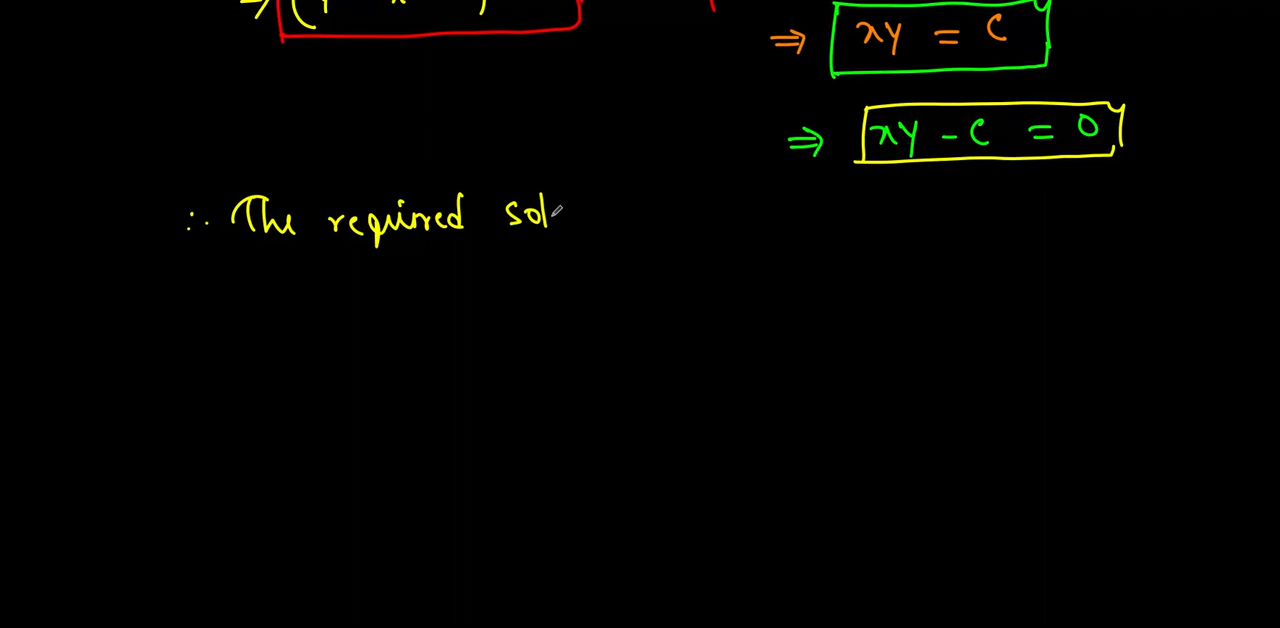 ⇒ xy = c
⇒ xy - c = 0
∴ The required sol